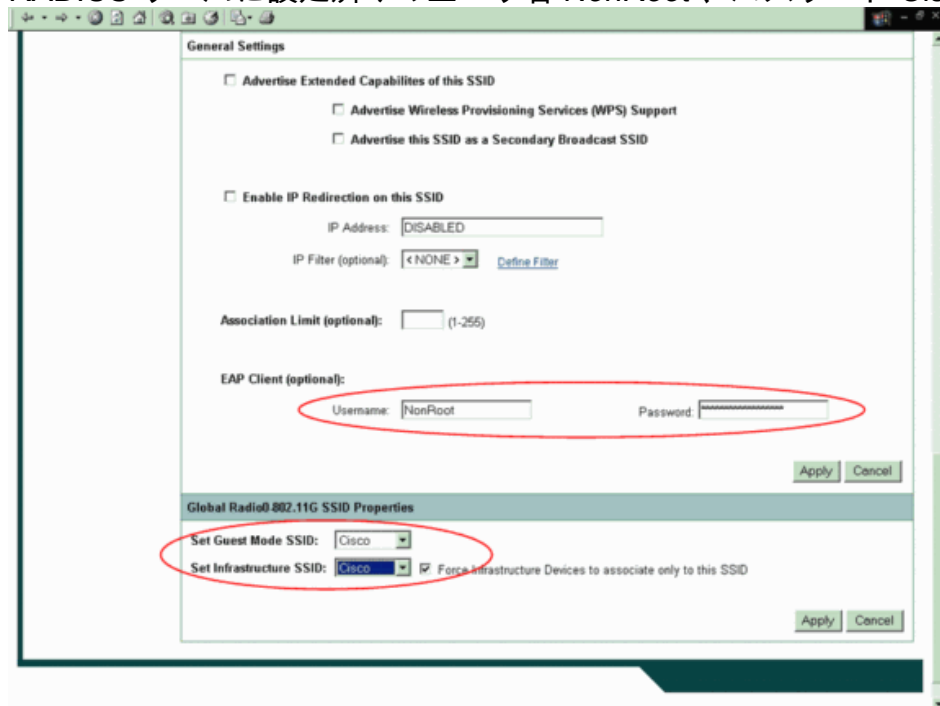 General Settings
Advertise Extended Capabilites of this SSID
Advertise Wireless Provisioning Services (WPS) Support
Advertise this SSID as a Secondary Broadcast SSID
Enable IP Redirection on this SSID
IP Address: DISABLED
IP Filter (optional): < NONE > Define Filter
Association Limit (optional): (1-255)
EAP Client (optional):
Username: NonRoot Password:
Apply Cancel
Global Radio0-802.11G SSID Properties
Set Guest Mode SSID: Cisco
Set Infrastructure SSID: Cisco Force Infrastructure Devices to associate only to this SSID
Apply Cancel